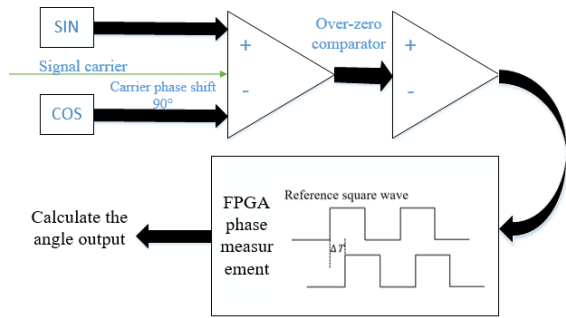 SIN
Over-zero
comparator
+
+
Signal carrier
Carrier phase shift
90°
-
-
COS
FPGA
phase
measur
ement
Reference square wave
ΔT
Calculate the
angle output